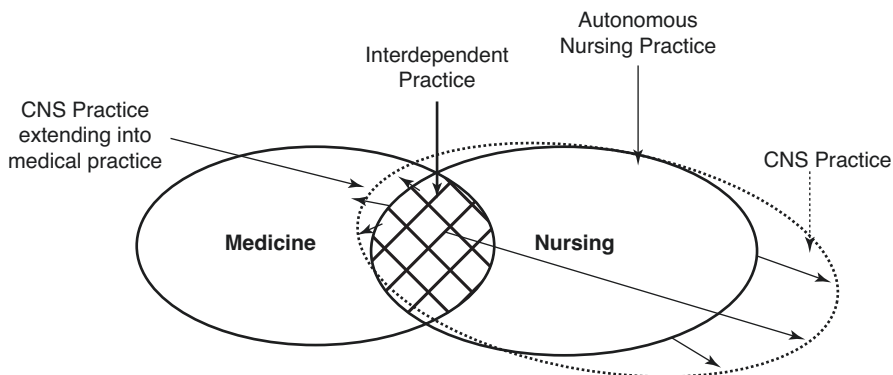 Autonomous
Nursing Practice
Interdependent
Practice
CNS Practice
extending into
medical practice
CNS Practice
Medicine
Nursing